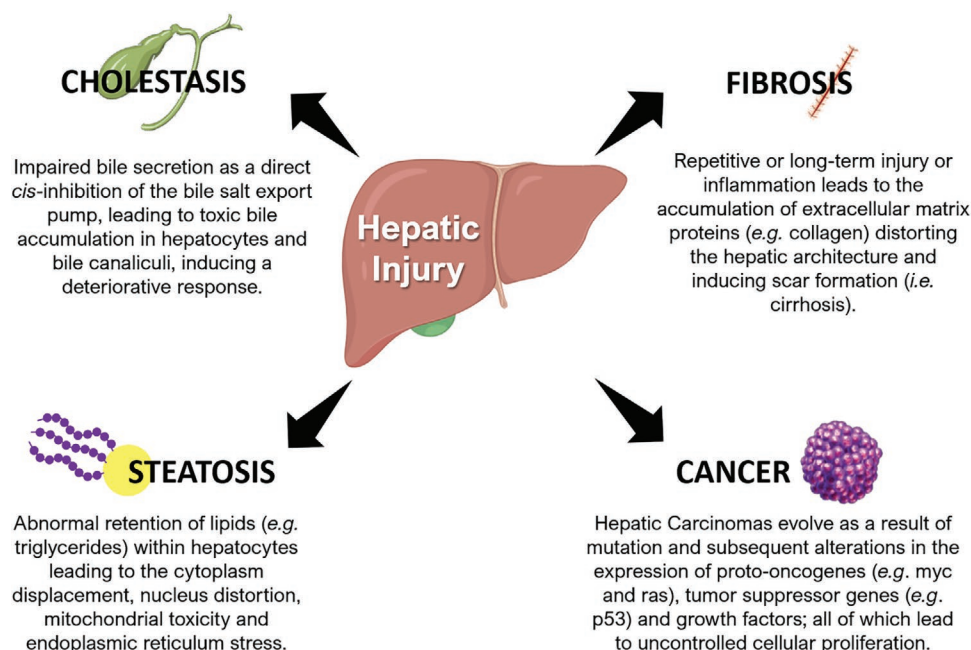 CHOLESTASIS
Impaired bile secretion as a direct
cis-inhibition of the bile salt export
pump, leading to toxic bile
accumulation in hepatocytes and
bile canaliculi, inducing a
deteriorative response.
FIBROSIS
Repetitive or long-term injury or
inflammation leads to the
accumulation of extracellular matrix
proteins (e.g. collagen) distorting
the hepatic architecture and
inducing scar formation (i.e.
cirrhosis).
Hepatic
Injury
STEATOSIS
Abnormal retention of lipids (e.g.
triglycerides) within hepatocytes
leading to the cytoplasm
displacement, nucleus distortion,
mitochondrial toxicity and
endoplasmic reticulum stress.
CANCER
Hepatic Carcinomas evolve as a result of
mutation and subsequent alterations in the
expression of proto-oncogenes (e.g. myc
and ras), tumor suppressor genes (e.g.
p53) and growth factors; all of which lead
to uncontrolled cellular proliferation.